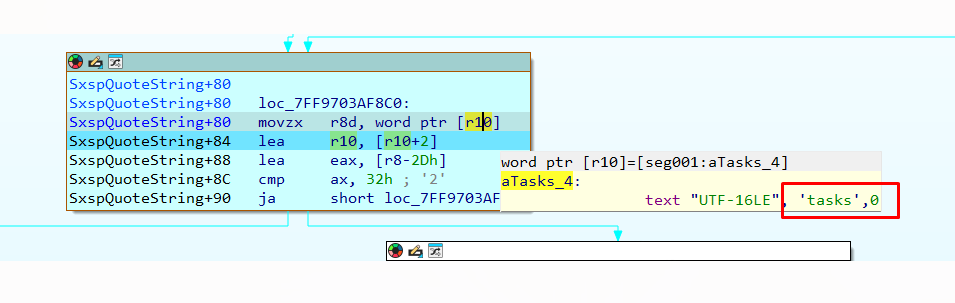 SxspQuoteString+80
SxspQuoteString+80 loc_7FF9703AF8C0:
SxspQuoteString+80 movzx r8d, word ptr [r10]
SxspQuoteString+84 lea r10, [r10+2]
SxspQuoteString+88 lea eax, [r8-2Dh]
SxspQuoteString+8C cmp ax, 32h ; '2'
SxspQuoteString+90 ja short loc_7FF9703AF
word ptr [r10]=[seg001:aTasks_4]
aTasks_4:
text "UTF-16LE", 'tasks',0